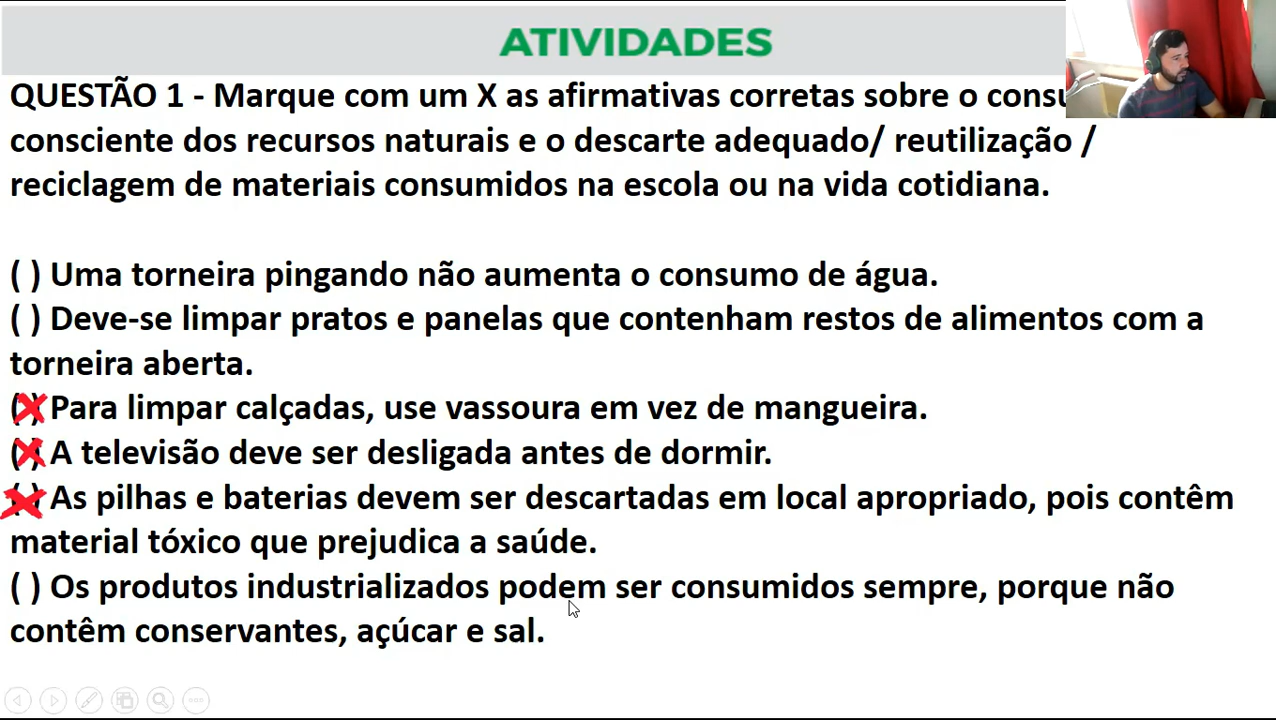 ATIVIDADES
QUESTÃO 1 - Marque com um X as afirmativas corretas sobre o
consciente dos recursos naturais e o descarte adequado/ reutilização /
reciclagem de materiais consumidos na escola ou na vida cotidiana.
( ) Uma torneira pingando não aumenta o consumo de água.
( ) Deve-se limpar pratos e panelas que contenham restos de alimentos com a
torneira aberta.
(X) Para limpar calçadas, use vassoura em vez de mangueira.
(X) A televisão deve ser desligada antes de dormir.
(X) As pilhas e baterias devem ser descartadas em local apropriado, pois contêm
material tóxico que prejudica a saúde.
( ) Os produtos industrializados podem ser consumidos sempre, porque não
contêm conservantes, açúcar e sal.